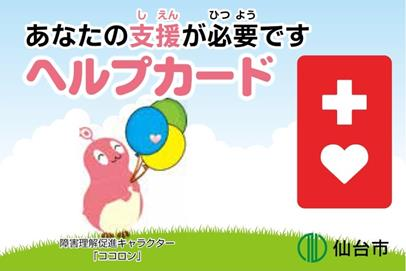 あなたの支援が必要です
しえん ひつよう
ヘルプカード
障害理解促進キャラクター
「ココロン」
仙台市